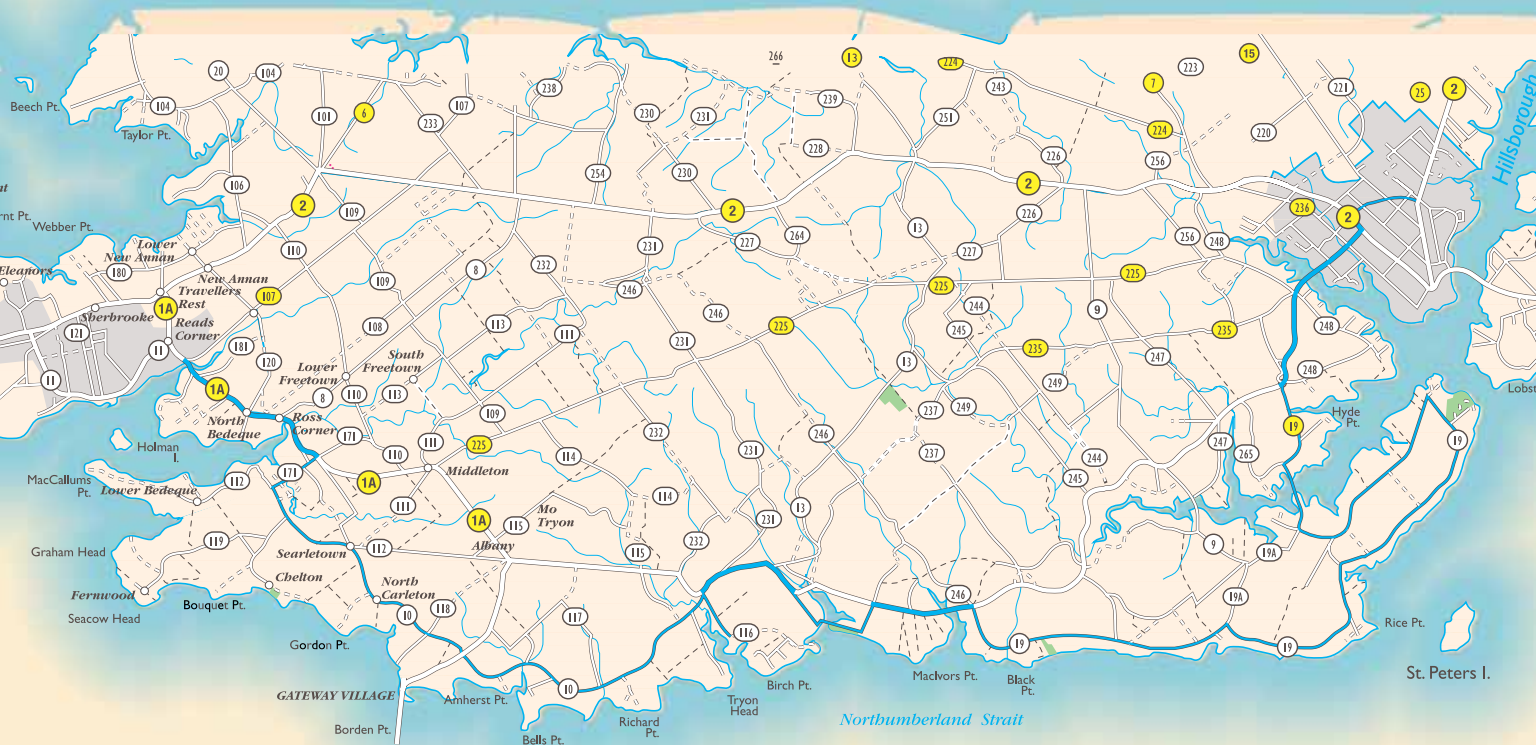 20
104
104
Beech Pt.
Taylor Pt.
101
6
107
233
238
230
231
266
13
224
239
243
251
7
223
15
224
221
220
25
2
Hillsborough
228
226
256
254
230
106
2
109
2
2
226
236
2
nt
rnt Pt.
Webber Pt.
Lower
New Annan
110
231
227
264
13
227
256
248
Eleanors
180
New Annan
Travellers
Rest
107
109
8
232
246
225
225
1A
Sherbrooke
Reads
Corner
121
11
11
181
120
108
113
111
246
231
225
244
245
9
235
235
248
South
Freetown
Lower
Freetown
13
247
248
1A
8
110
113
249
North
Bedeque
Ross
Corner
109
237
249
Hyde
Pt.
19
Lobst
Holman
I.
171
110
111
225
232
231
246
237
247
265
19
MacCallums
Pt.
Lower Bedeque
112
171
1A
Middleton
114
244
245
111
114
13
1A
115
Mo
Tryon
231
Graham Head
119
Searletown
112
Albany
115
232
9
19A
Fernwood
Seacow Head
Chelton
Bouquet Pt.
North
Carleton
10
118
117
116
246
19A
Rice Pt.
Gordon Pt.
19
19
St. Peters I.
GATEWAY VILLAGE
Amherst Pt.
10
Birch Pt.
MacIvors Pt.
Black
Pt.
Borden Pt.
Bells Pt.
Richard
Pt.
Tryon
Head
Northumberland Strait